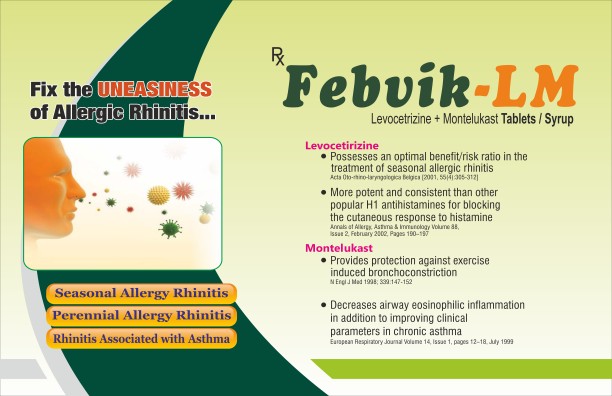 Fix the UNEASINESS
of Allergic Rhinitis...
Seasonal Allergy Rhinitis
Perennial Allergy Rhinitis
Rhinitis Associated with Asthma
Rx
Febvik-LM
Levocetrizine + Montelukast Tablets / Syrup
Levocetirizine
• Possesses an optimal benefit/risk ratio in the
treatment of seasonal allergic rhinitis
Acta Oto-rhino-laryngologica Belgica [2001, 55(4):305-312]
• More potent and consistent than other
popular H1 antihistamines for blocking
the cutaneous response to histamine
Annals of Allergy, Asthma & Immunology Volume 88,
Issue 2, February 2002, Pages 190–197
Montelukast
• Provides protection against exercise
induced bronchoconstriction
N Engl J Med 1998; 339:147-152
• Decreases airway eosinophilic inflammation
in addition to improving clinical
parameters in chronic asthma
European Respiratory Journal Volume 14, Issue 1, pages 12–18, July 1999